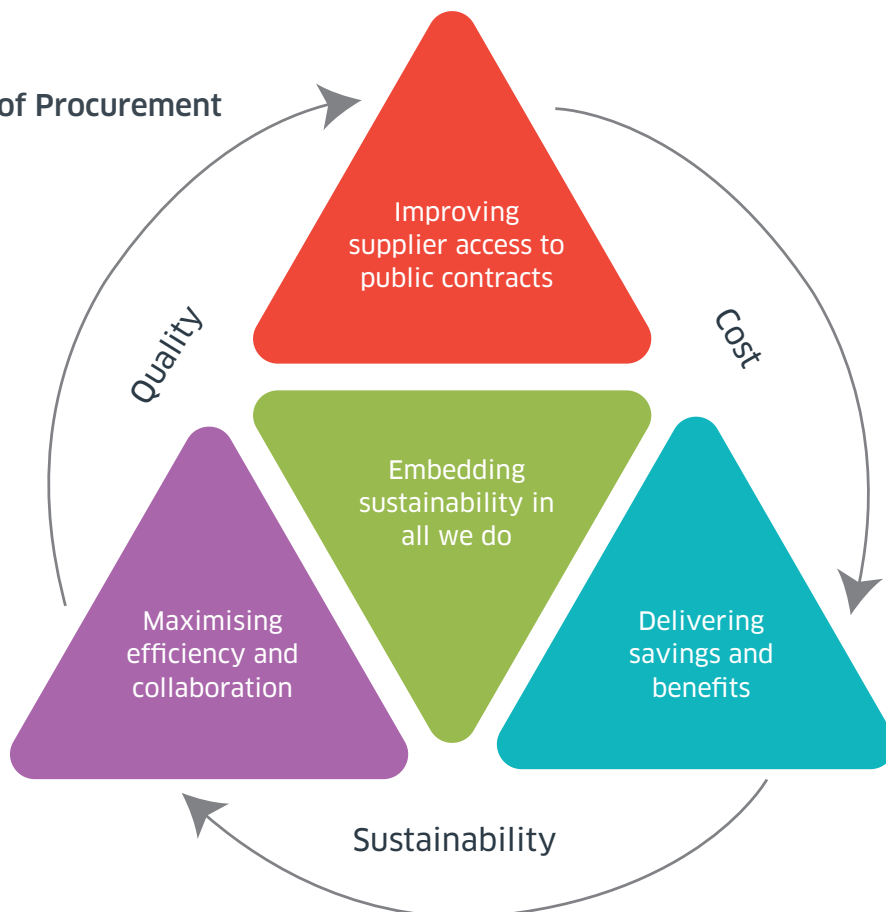 of Procurement
Improving
supplier access to
public contracts
Quality
Cost
Embedding
sustainability in
all we do
Maximising
efficiency and
collaboration
Delivering
savings and
benefits
Sustainability